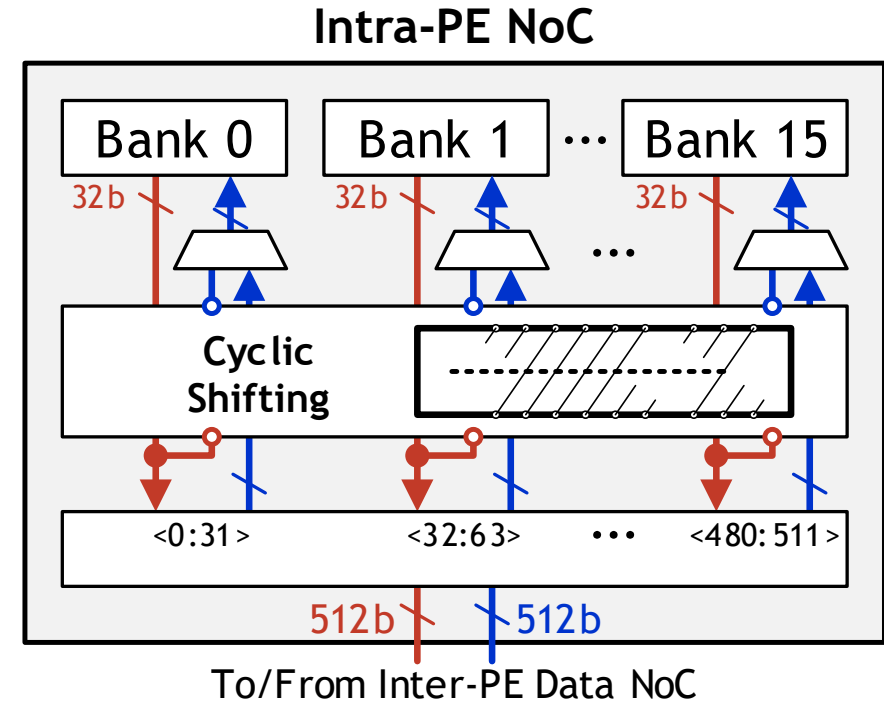 Intra-PE NoC
Bank 0 Bank 1 ... Bank 15
32b 32b 32b
...
Cyclic
Shifting
<0:31> <32:63> ... <480:511>
512b 512b
To/From Inter-PE Data NoC